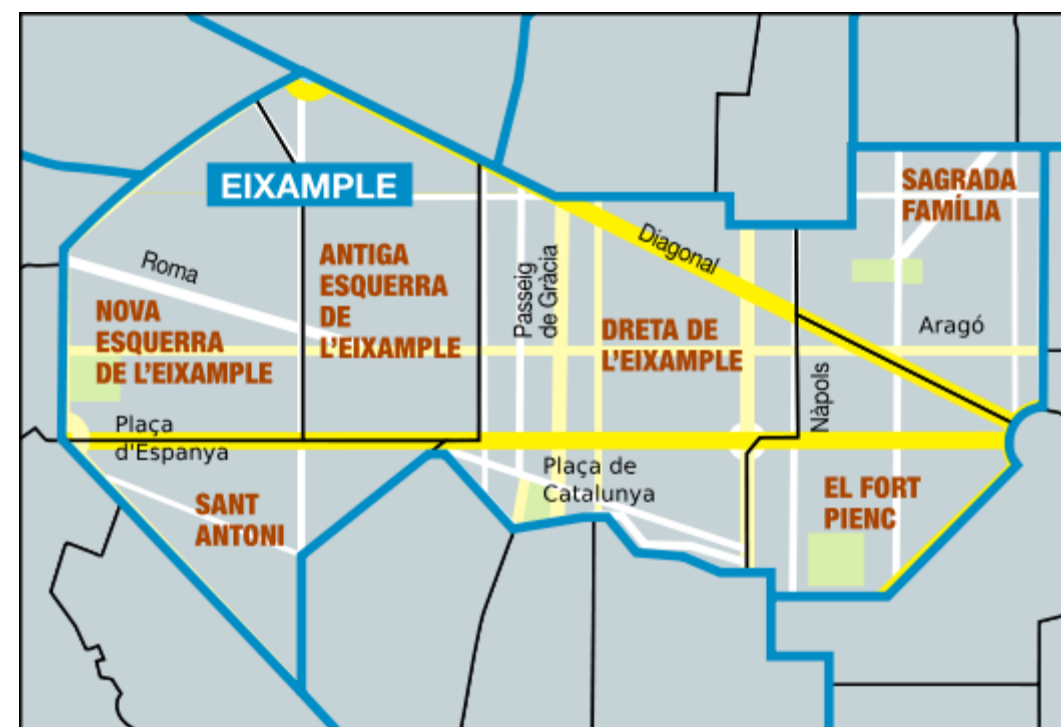 EIXAMPLE
SAGRADA
FAMÍLIA
Roma
ANTIGA
ESQUERRA
DE
L'EIXAMPLE
Passeig
de Gràcia
Diagonal
NOVA
ESQUERRA
DE L'EIXAMPLE
DRETA DE
L'EIXAMPLE
Aragó
Nàpols
Plaça
d'Espanya
Plaça de
Catalunya
SANT
ANTONI
EL FORT
PIENC